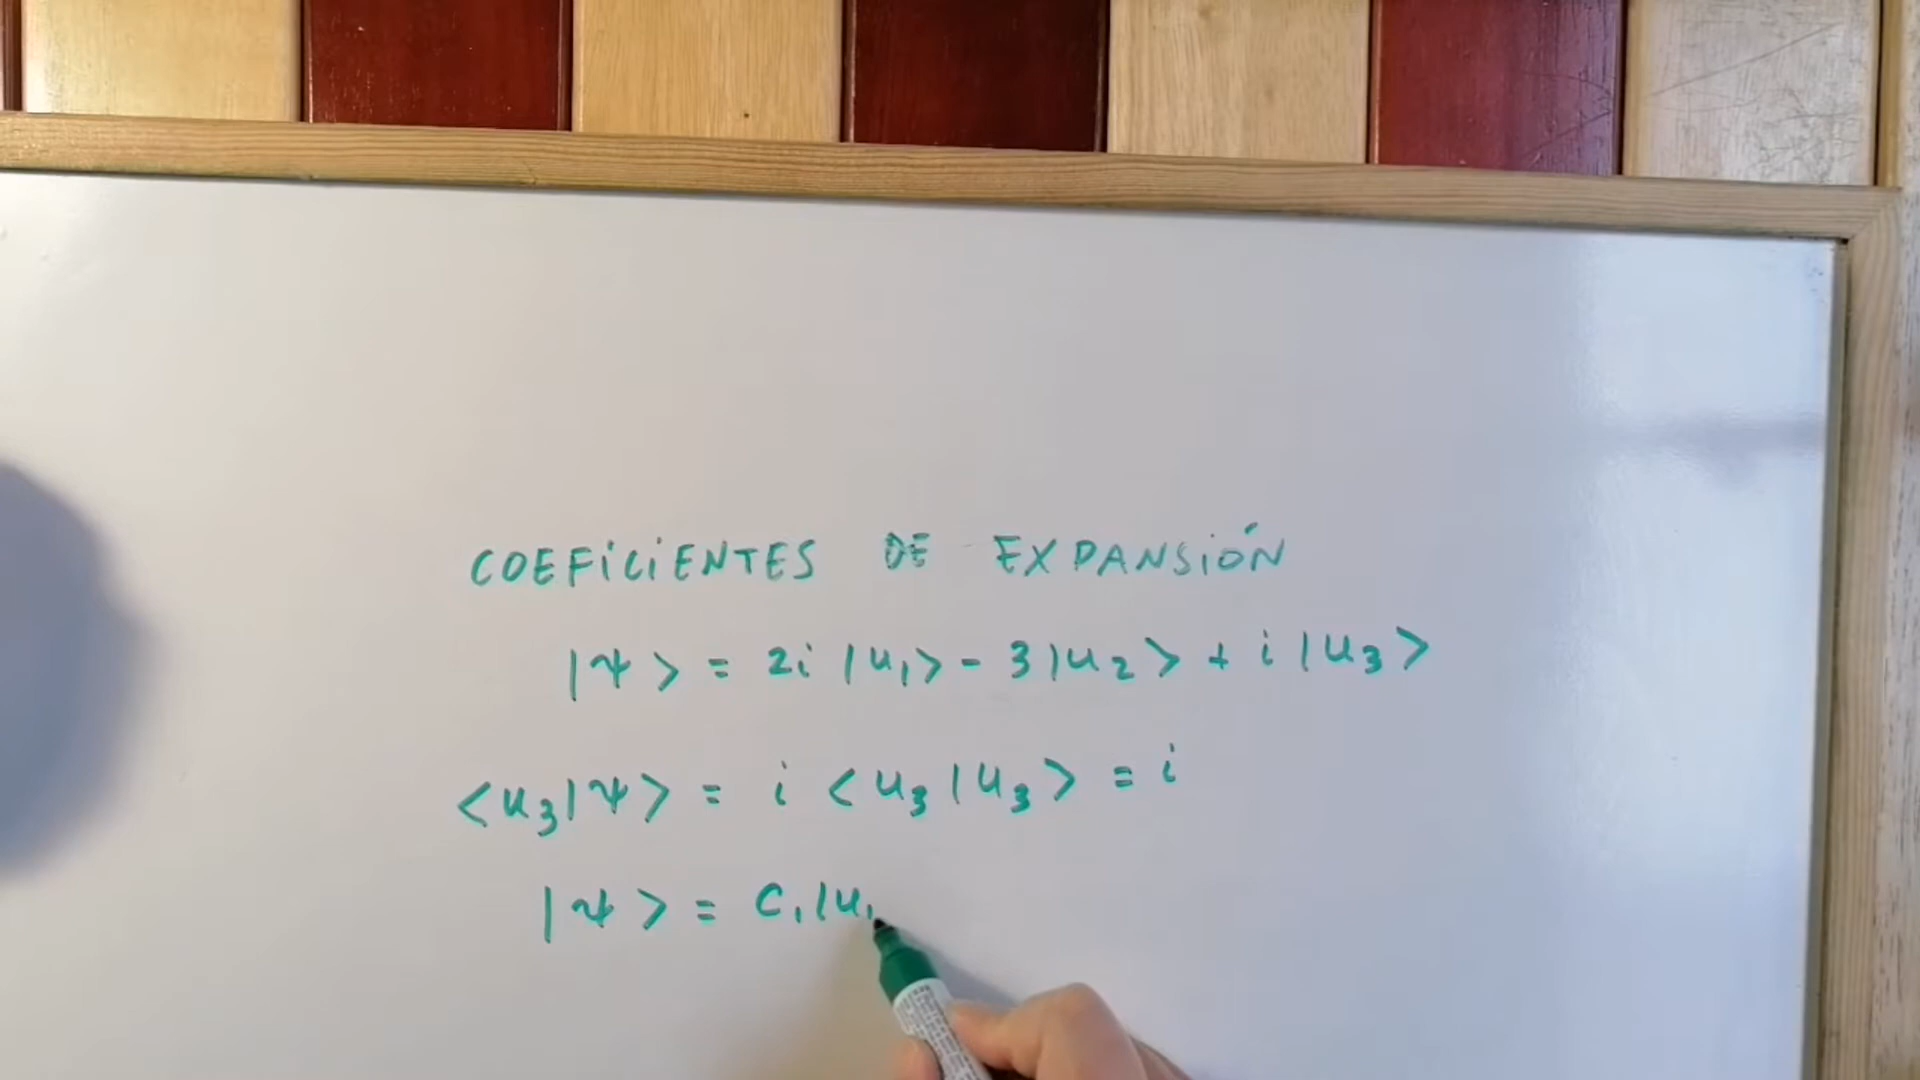 COEFICIENTES DE EXPANSIÓN
|ψ> = 2i |u₁> - 3|u₂> + i |u₃>
<u₃|ψ> = i <u₃|u₃> = i
|ψ> = C₁|u₁